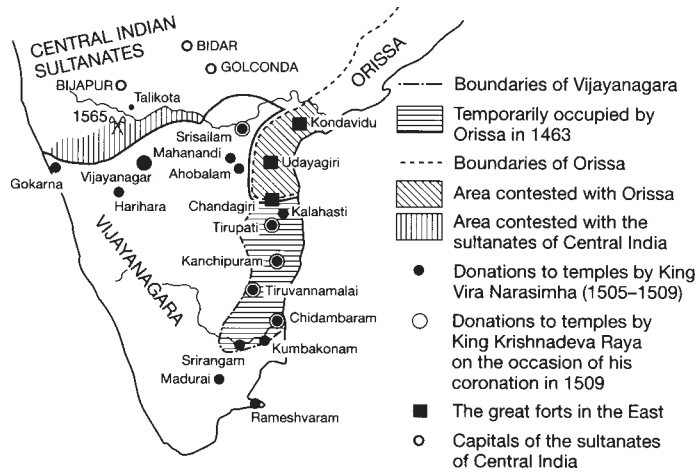 CENTRAL INDIAN
SULTANATES
BIDAR
GOLCONDA
BIJAPUR
Talikota
1565
ORISSA
Srisailam
Kondavidu
Mahanandi
Udayagiri
Ahobalam
Gokarna
Vijayanagar
Harihara
Chandagiri
Kalahasti
Tirupati
VIJAYANAGARA
Kanchipuram
Tiruvannamalai
Chidambaram
Kumbakonam
Srirangam
Madurai
Rameshvaram
Boundaries of Vijayanagara
Temporarily occupied by
Orissa in 1463
Boundaries of Orissa
Area contested with Orissa
Area contested with the
sultanates of Central India
Donations to temples by King
Vira Narasimha (1505–1509)
Donations to temples by
King Krishnadeva Raya
on the occasion of his
coronation in 1509
The great forts in the East
Capitals of the sultanates
of Central India